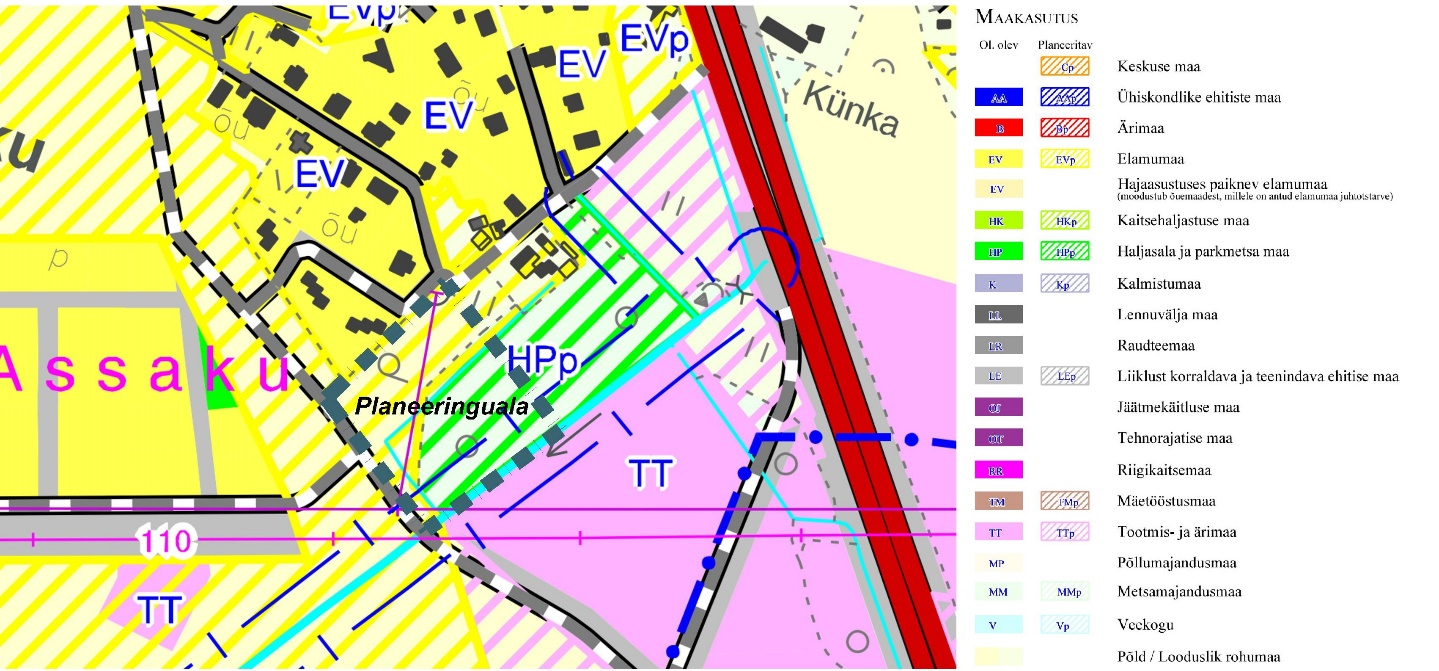 EVp
EVp
EV
EV
EV
õu
õu
õu
Künka
ku
Assaku
HPp
Planeeringuala
TT
110
TT
MAAKASUTUS
Ol. olev Planeeritav
Cp Keskuse maa
AA AAp Ühiskondlike ehitiste maa
B Bp Ärimaa
EV EVp Elamumaa
EV Hajaasustuses paiknev elamumaa
(moodustub õuemaadest, millele on antud elamumaa juhtotstarve)
HK HKp Kaitsehaljastuse maa
HP HPp Haljasala ja parkmetsa maa
K Kp Kalmistumaa
LL Lennuvälja maa
LR Raudteemaa
LE LEp Liiklust korraldava ja teenindava ehitise maa
OJ Jäätmekäitluse maa
OT Tehnorajatise maa
RR Riigikaitsemaa
TM TMp Mäetööstusmaa
TT TTp Tootmis- ja ärimaa
MP Põllumajandusmaa
MM MMp Metsamajandusmaa
V Vp Veekogu
Põld / Looduslik rohumaa